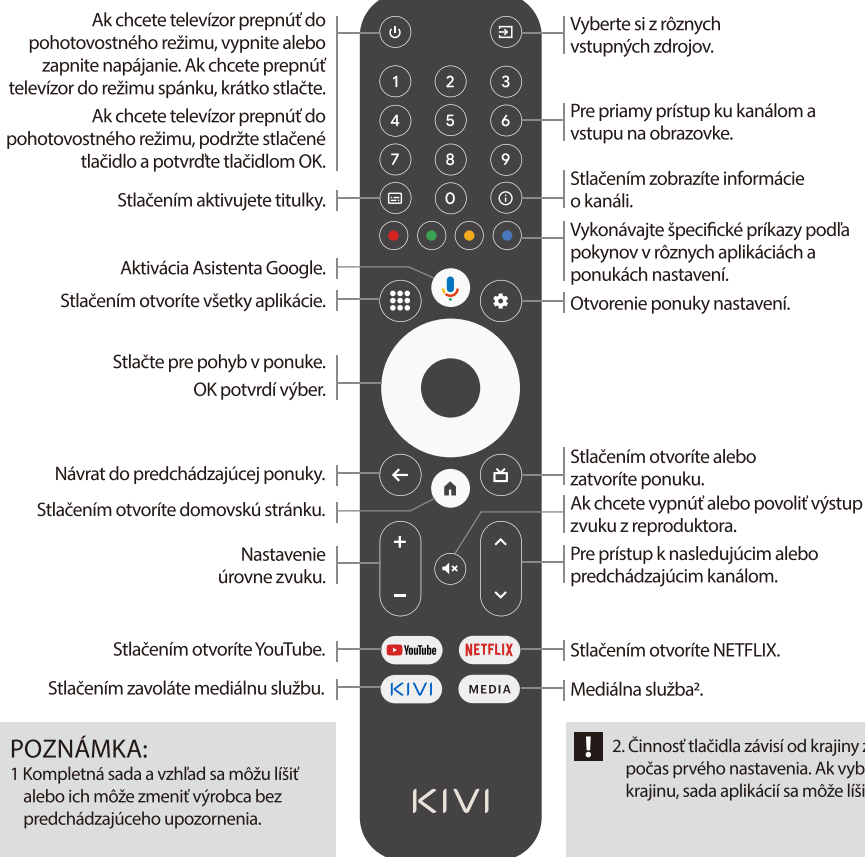 Ak chcete televízor prepnúť do
pohotovostného režimu, vypnite alebo
zapnite napájanie. Ak chcete prepnúť
televízor do režimu spánku, krátko stlačte.
Ak chcete televízor prepnúť do
pohotovostného režimu, podržte stlačené
tlačidlo a potvrďte tlačidlom OK.
Stlačením aktivujete titulky.
Aktivácia Asistenta Google.
Stlačením otvoríte všetky aplikácie.
Stlačte pre pohyb v ponuke.
OK potvrdí výber.
Návrat do predchádzajúcej ponuky.
Stlačením otvoríte domovskú stránku.
Nastavenie
úrovne zvuku.
Stlačením otvoríte YouTube.
Stlačením zavoláte mediálnu službu.
1 2 3
4 5 6
7 8 9
0
YouTube NETFLIX
KIVI MEDIA
KIVI
Vyberte si z rôznych
vstupných zdrojov.
Pre priamy prístup ku kanálom a
vstupu na obrazovke.
Stlačením zobrazíte informácie
o kanáli.
Vykonávajte špecifické príkazy podľa
pokynov v rôznych aplikáciách a
ponukách nastavení.
Otvorenie ponuky nastavení.
Stlačením otvoríte alebo
zatvoríte ponuku.
Ak chcete vypnúť alebo povoliť výstup
zvuku z reproduktora.
Pre prístup k nasledujúcim alebo
predchádzajúcim kanálom.
Stlačením otvoríte NETFLIX.
Mediálna služba².
POZNÁMKA:
1 Kompletná sada a vzhľad sa môžu líšiť
alebo ich môže zmeniť výrobca bez
predchádzajúceho upozornenia.
2. Činnosť tlačidla závisí od krajiny
počas prvého nastavenia. Ak
krajinu, sada aplikácií sa môže